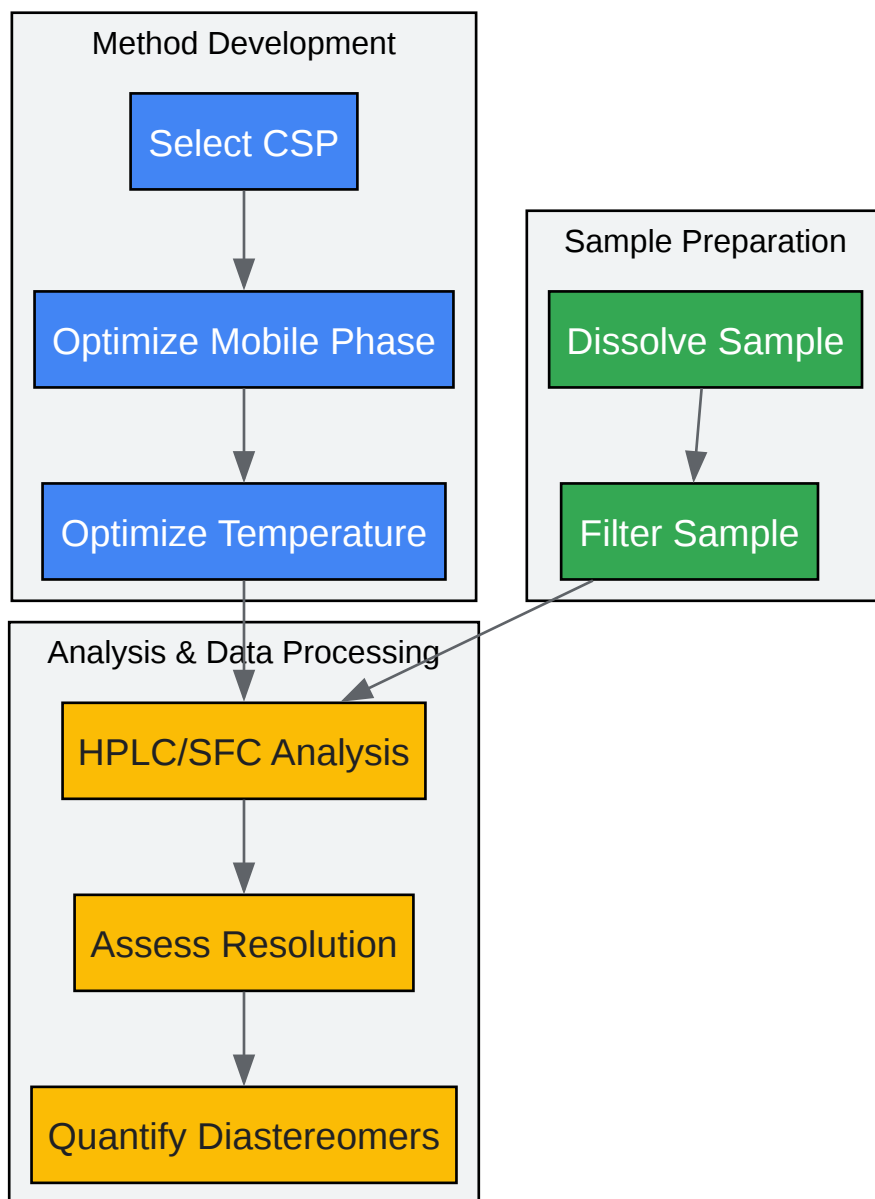 Method Development
Select CSP
Optimize Mobile Phase
Optimize Temperature
Sample Preparation
Dissolve Sample
Filter Sample
Analysis & Data Processing
HPLC/SFC Analysis
Assess Resolution
Quantify Diastereomers